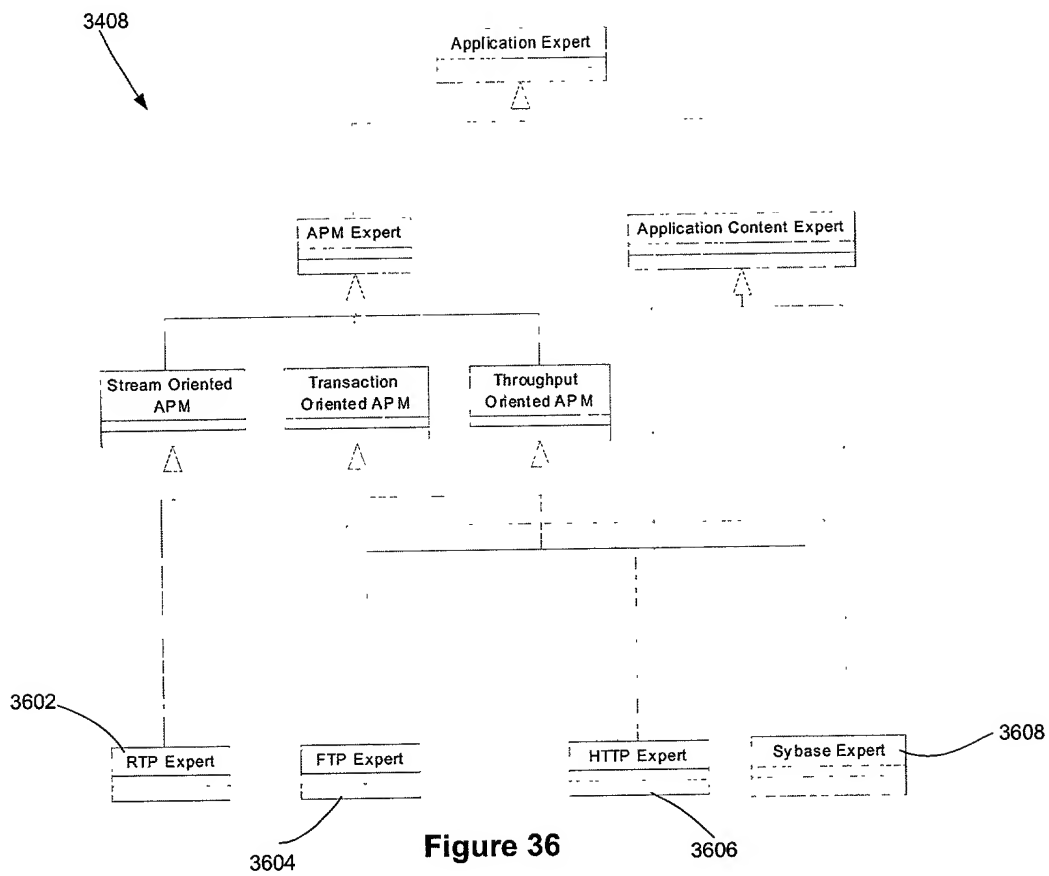 3408
Application Expert
APM Expert
Application Content Expert
Stream Oriented
APM
Transaction
Oriented APM
Throughput
Oriented APM
3602
RTP Expert
FTP Expert
HTTP Expert
Sybase Expert
3608
3604
Figure 36
3606